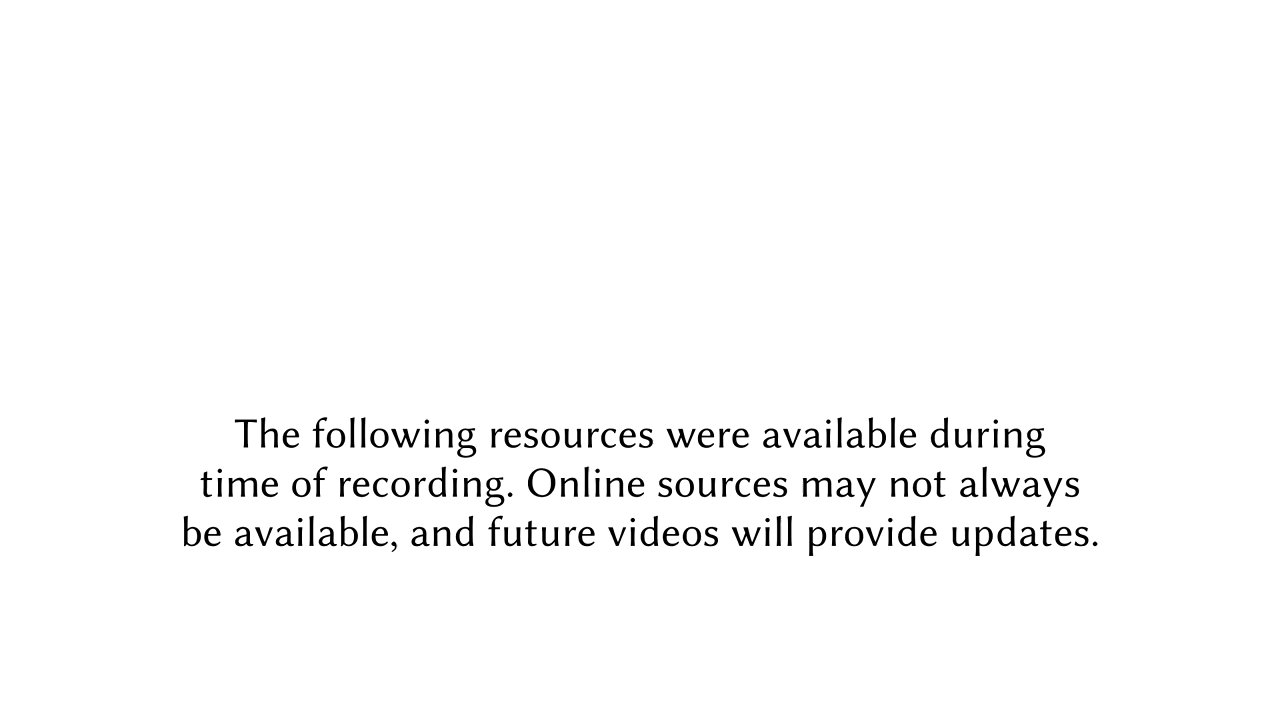 The following resources were available during
time of recording. Online sources may not always
be available, and future videos will provide updates.